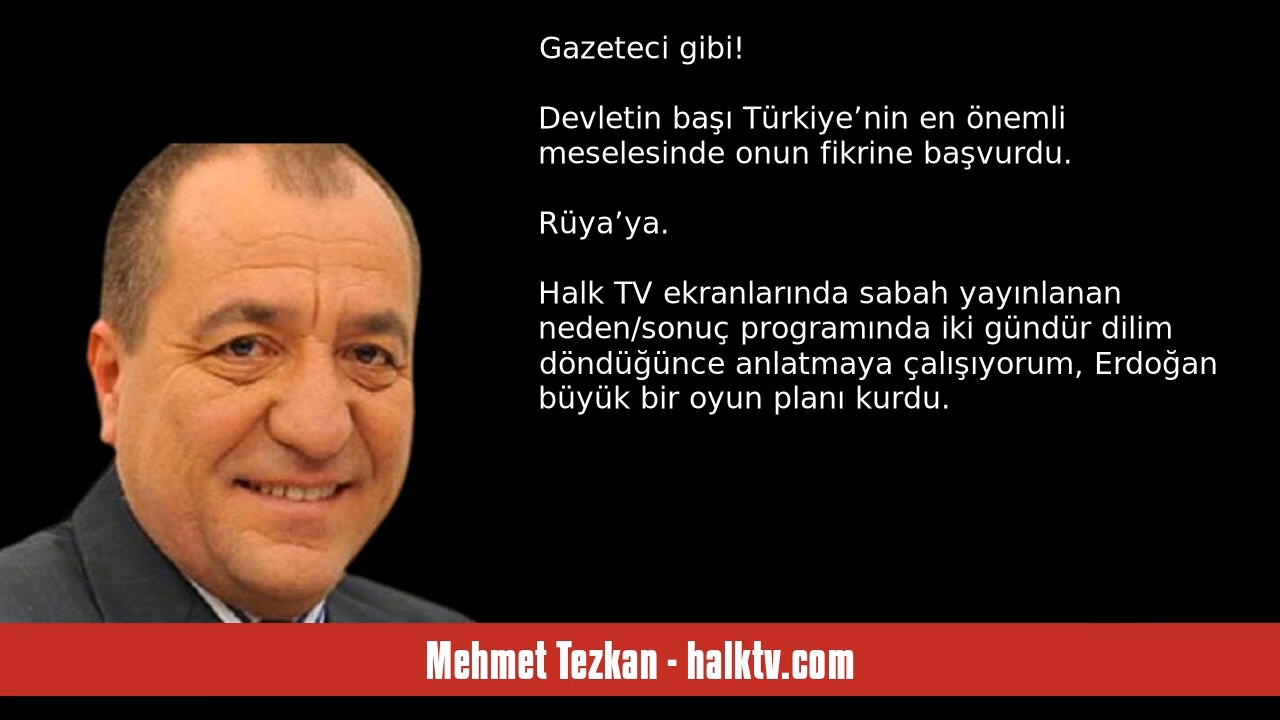 Gazeteci gibi!
Devletin başı Türkiye’nin en önemli
meselesinde onun fikrine başvurdu.
Rüya’ya.
Halk TV ekranlarında sabah yayınlanan
neden/sonuç programında iki gündür dilim
döndüğünce anlatmaya çalışıyorum, Erdoğan
büyük bir oyun planı kurdu.
Mehmet Tezkan - halktv.com